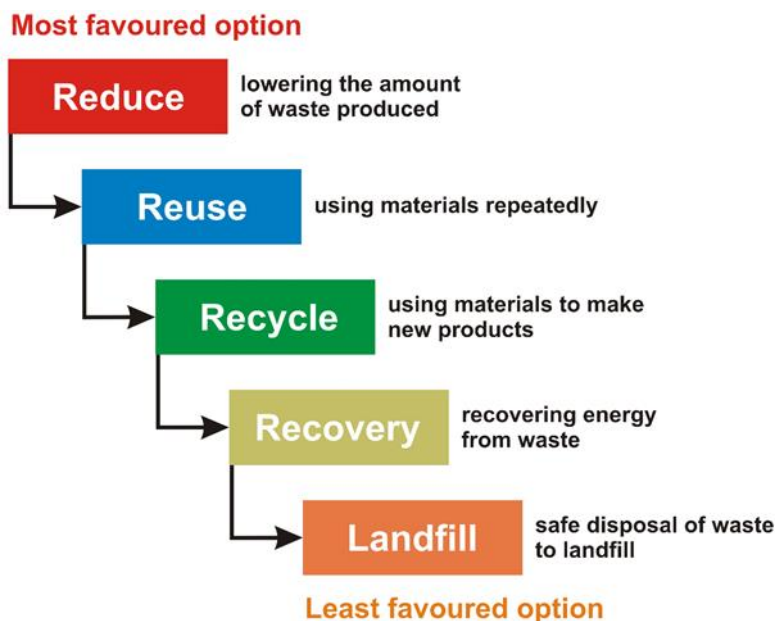 Most favoured option
Reduce
lowering the amount
of waste produced
Reuse
using materials repeatedly
Recycle
using materials to make
new products
Recovery
recovering energy
from waste
Landfill
safe disposal of waste
to landfill
Least favoured option